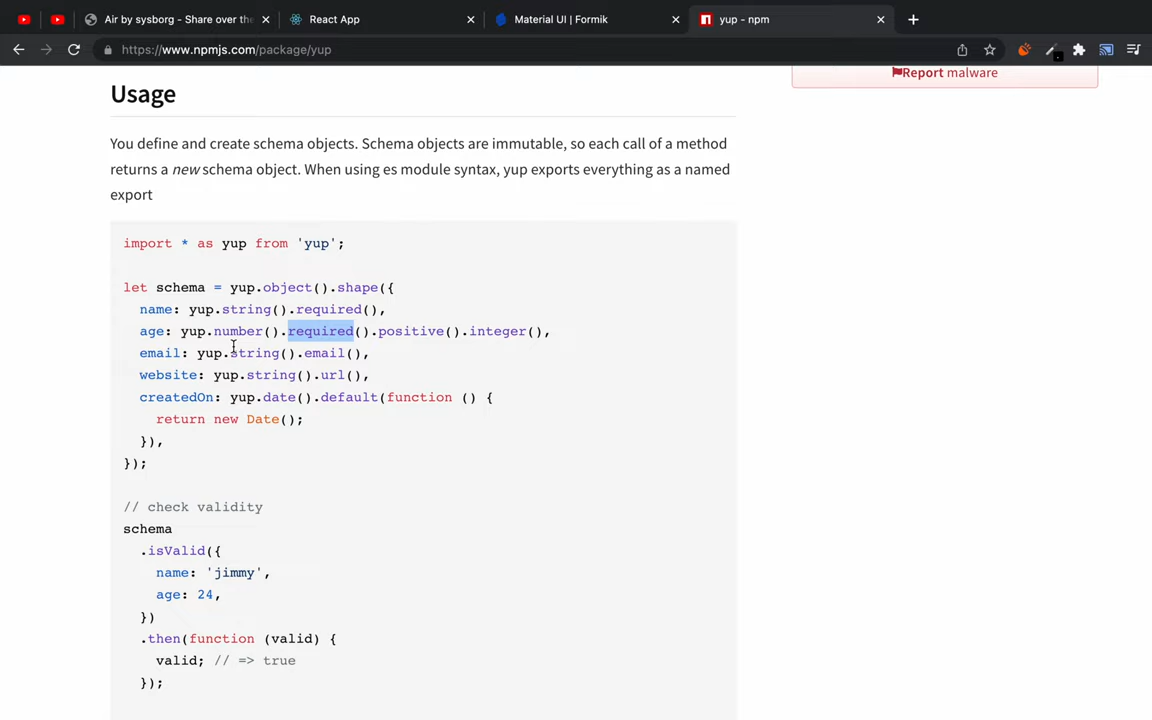 Air by sysborg - Share over the
React App
Material UI | Formik
yup - npm
https://www.npmjs.com/package/yup
Report malware
Usage
You define and create schema objects. Schema objects are immutable, so each call of a method
returns a new schema object. When using es module syntax, yup exports everything as a named
export
import * as yup from 'yup';
let schema = yup.object().shape({
name: yup.string().required(),
age: yup.number().required().positive().integer(),
email: yup.string().email(),
website: yup.string().url(),
createdOn: yup.date().default(function () {
return new Date();
}),
});
// check validity
schema
.isValid({
name: 'jimmy',
age: 24,
})
.then(function (valid) {
valid; // => true
});